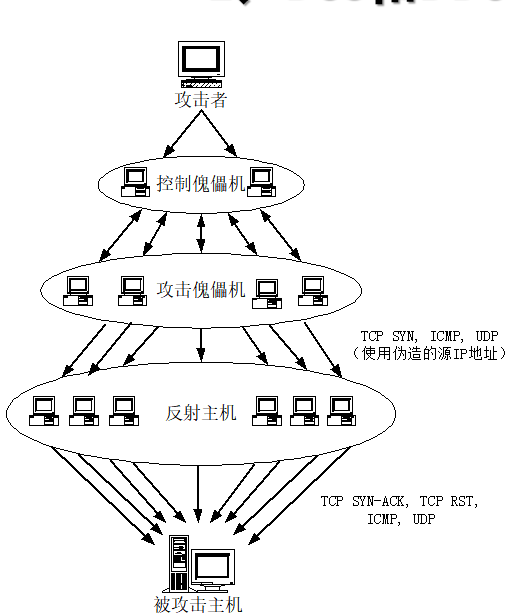 攻击者
控制傀儡机
攻击傀儡机
TCP SYN, ICMP, UDP
(使用伪造的源IP地址)
反射主机
TCP SYN-ACK, TCP RST,
ICMP, UDP
被攻击主机